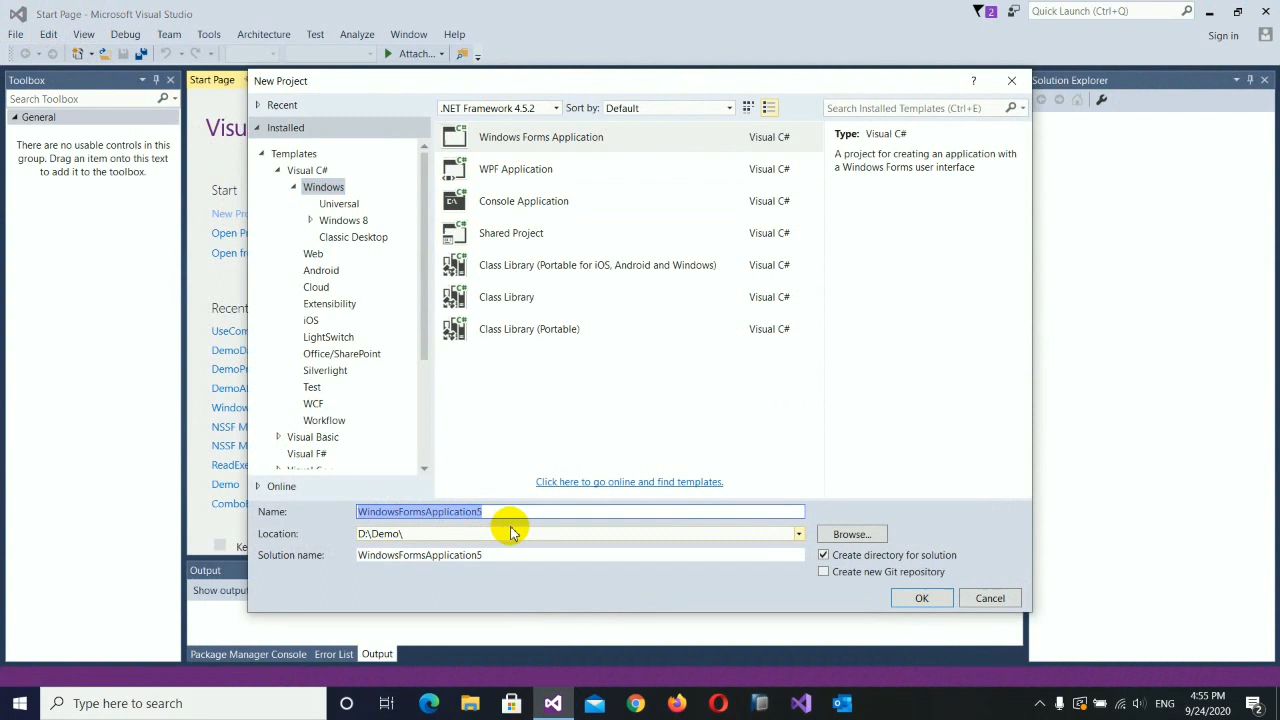 Start Page - Microsoft Visual Studio
2
Quick Launch (Ctrl+Q)
File Edit View Debug Team Tools Architecture Test Analyze Window Help
Sign in
Attach...
Toolbox
Search Toolbox
General
There are no usable controls in this
group. Drag an item onto this text
to add it to the toolbox.
Start Page
Start
Solution Explorer
New Project
Recent
Installed
.NET Framework 4.5.2
Sort by: Default
Search Installed Templates (Ctrl+E)
Templates
Visual C#
Windows
Universal
Windows 8
Classic Desktop
Web
Android
Cloud
Extensibility
iOS
LightSwitch
Office/SharePoint
Silverlight
Test
WCF
Workflow
Visual Basic
Visual F#
Online
Windows Forms Application Visual C#
WPF Application Visual C#
Console Application Visual C#
Shared Project Visual C#
Class Library (Portable for iOS, Android and Windows) Visual C#
Class Library Visual C#
Class Library (Portable) Visual C#
Type: Visual C#
A project for creating an application with
a Windows Forms user interface
Click here to go online and find templates.
Name: WindowsFormsApplication5
Location: D:\Demo\
Browse...
Solution name: WindowsFormsApplication5
Create directory for solution
Create new Git repository
OK Cancel
Demo
Output
Package Manager Console Error List Output
Type here to search
ENG
4:55 PM
9/24/2020
2